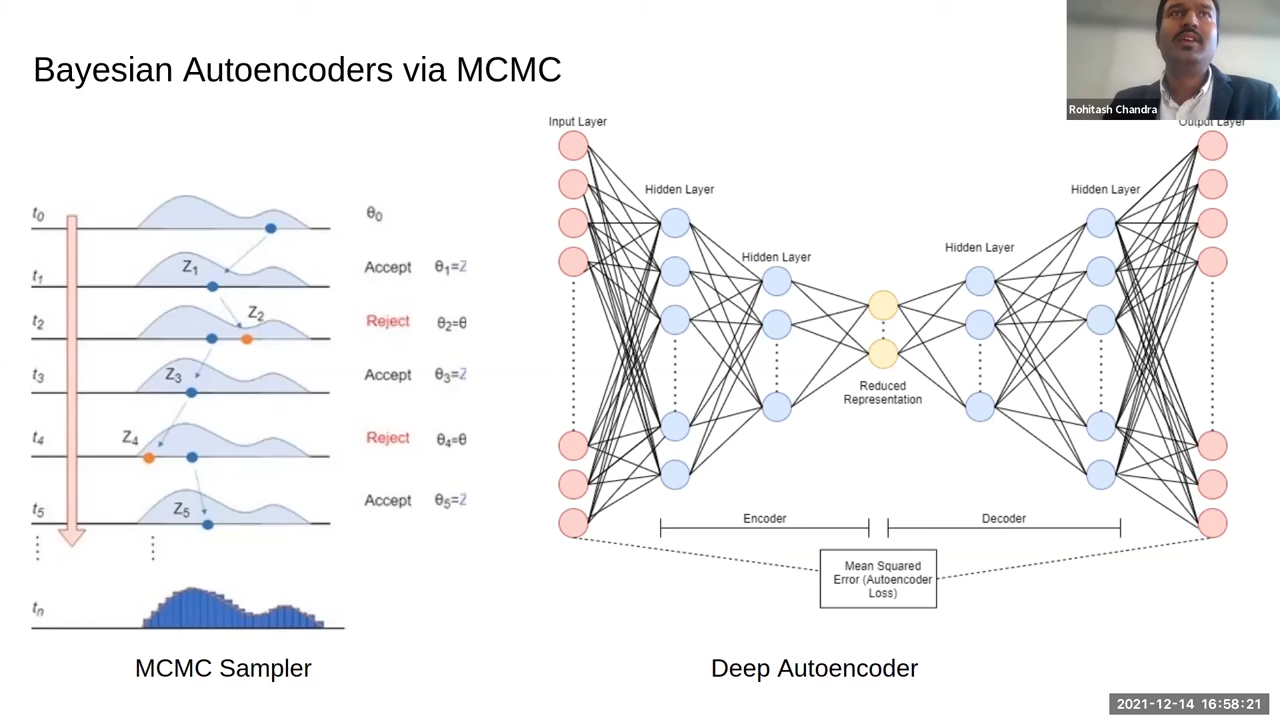 Bayesian Autoencoders via MCMC
Rohitash Chandra
t0
θ0
t1
Z1
Accept
θ1=Z
t2
Z2
Reject
θ2=θ
t3
Z3
Accept
θ3=Z
t4
Z4
Reject
θ4=θ
t5
Z5
Accept
θ5=Z
tn
MCMC Sampler
Input Layer
Output Layer
Hidden Layer
Hidden Layer
Hidden Layer
Hidden Layer
Reduced
Representation
Encoder
Decoder
Mean Squared
Error (Autoencoder
Loss)
Deep Autoencoder
2021-12-14 16:58:21